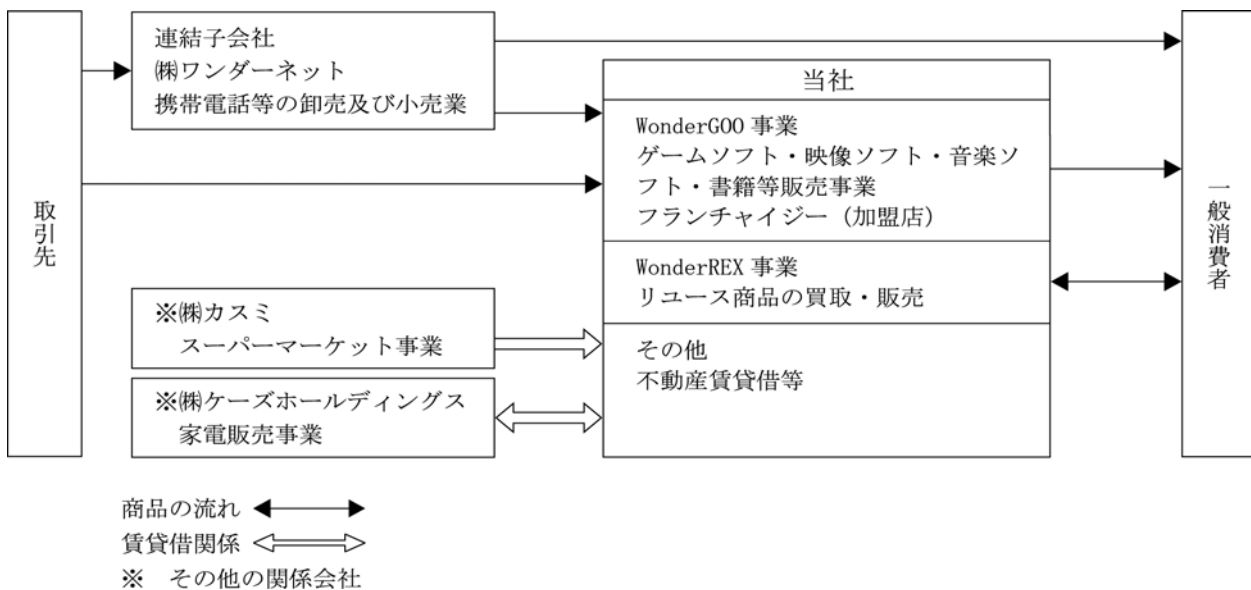 取引先
連結子会社
㈱ワンダーネット
携帯電話等の卸売及び小売業
※㈱カスミ
スーパーマーケット事業
※㈱ケーズホールディングス
家電販売事業
当社
WonderGOO 事業
ゲームソフト・映像ソフト・音楽ソ
フト・書籍等販売事業
フランチャイジー（加盟店）
WonderREX 事業
リユース商品の買取・販売
その他
不動産賃貸借等
一般消費者
商品の流れ
賃貸借関係
※ その他の関係会社